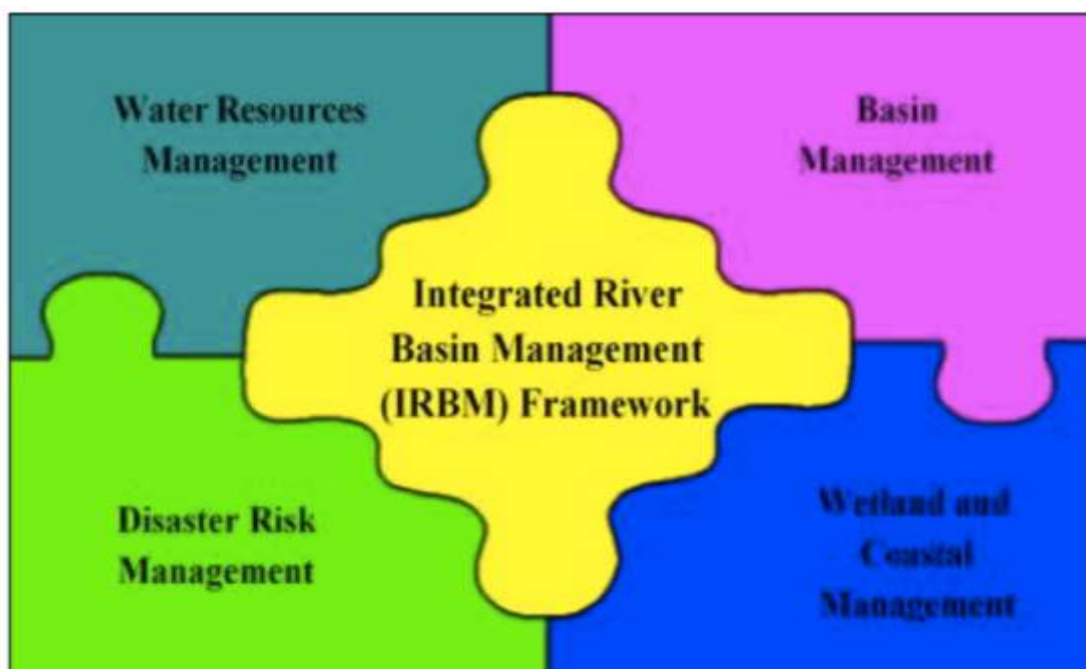 Water Resources
Management
Basin
Management
Integrated River
Basin Management
(IRBM) Framework
Disaster Risk
Management
Wetland and
Coastal
Management